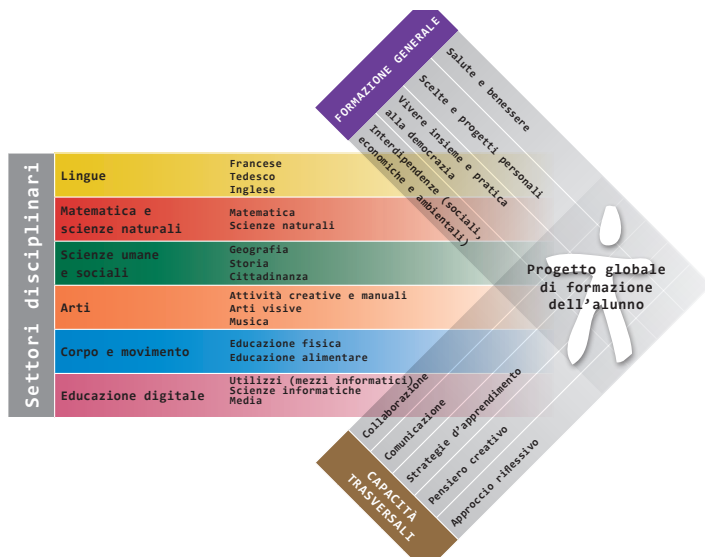 FORMAZIONE GENERALE
Salute e benessere
Scelte e progetti personali
Vivere insieme e pratica
alla democrazia
Interdipendenze (sociali,
economiche e ambientali)
Settori disciplinari
Lingue
Francese
Tedesco
Inglese
Matematica e
scienze naturali
Matematica
Scienze naturali
Scienze umane
e sociali
Geografia
Storia
Cittadinanza
Arti
Attività creative e manuali
Arti visive
Musica
Corpo e movimento
Educazione fisica
Educazione alimentare
Educazione digitale
Utilizzi (mezzi informatici)
Scienze informatiche
Media
Progetto globale
di formazione
dell'alunno
Collaborazione
Comunicazione
Strategie d'apprendimento
Pensiero creativo
Approccio riflessivo
CAPACITÀ
TRASVERSALI